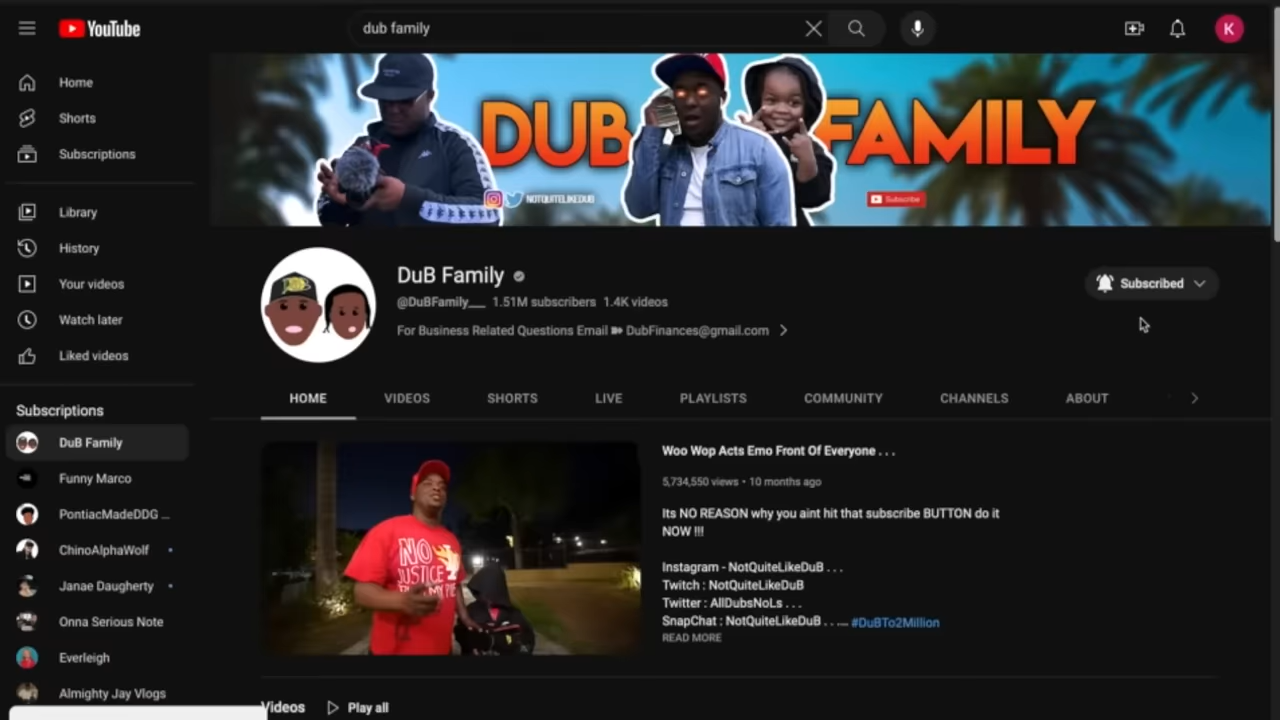 YouTube
dub family
K
Home
Shorts
Subscriptions
Library
History
Your videos
Watch later
Liked videos
Subscriptions
DuB Family
Funny Marco
PontiacMadeDDG ...
ChinoAlphaWolf
Janae Daugherty
Onna Serious Note
Everleigh
Almighty Jay Vlogs
DUB FAMILY
NOTQUITELIKEDUB
Subscribe
DuB Family
@DuBFamily___ 1.51M subscribers 1.4K videos
For Business Related Questions Email DubFinances@gmail.com
Subscribed
HOME VIDEOS SHORTS LIVE PLAYLISTS COMMUNITY CHANNELS ABOUT
NO
JUSTICE
Woo Wop Acts Emo Front Of Everyone . . .
5,734,550 views • 10 months ago
Its NO REASON why you aint hit that subscribe BUTTON do it
NOW !!!
Instagram - NotQuiteLikeDuB . . .
Twitch : NotQuiteLikeDuB
Twitter : AllDubsNoLs . . .
SnapChat : NotQuiteLikeDuB . . .... #DuBTo2Million
READ MORE
Videos Play all